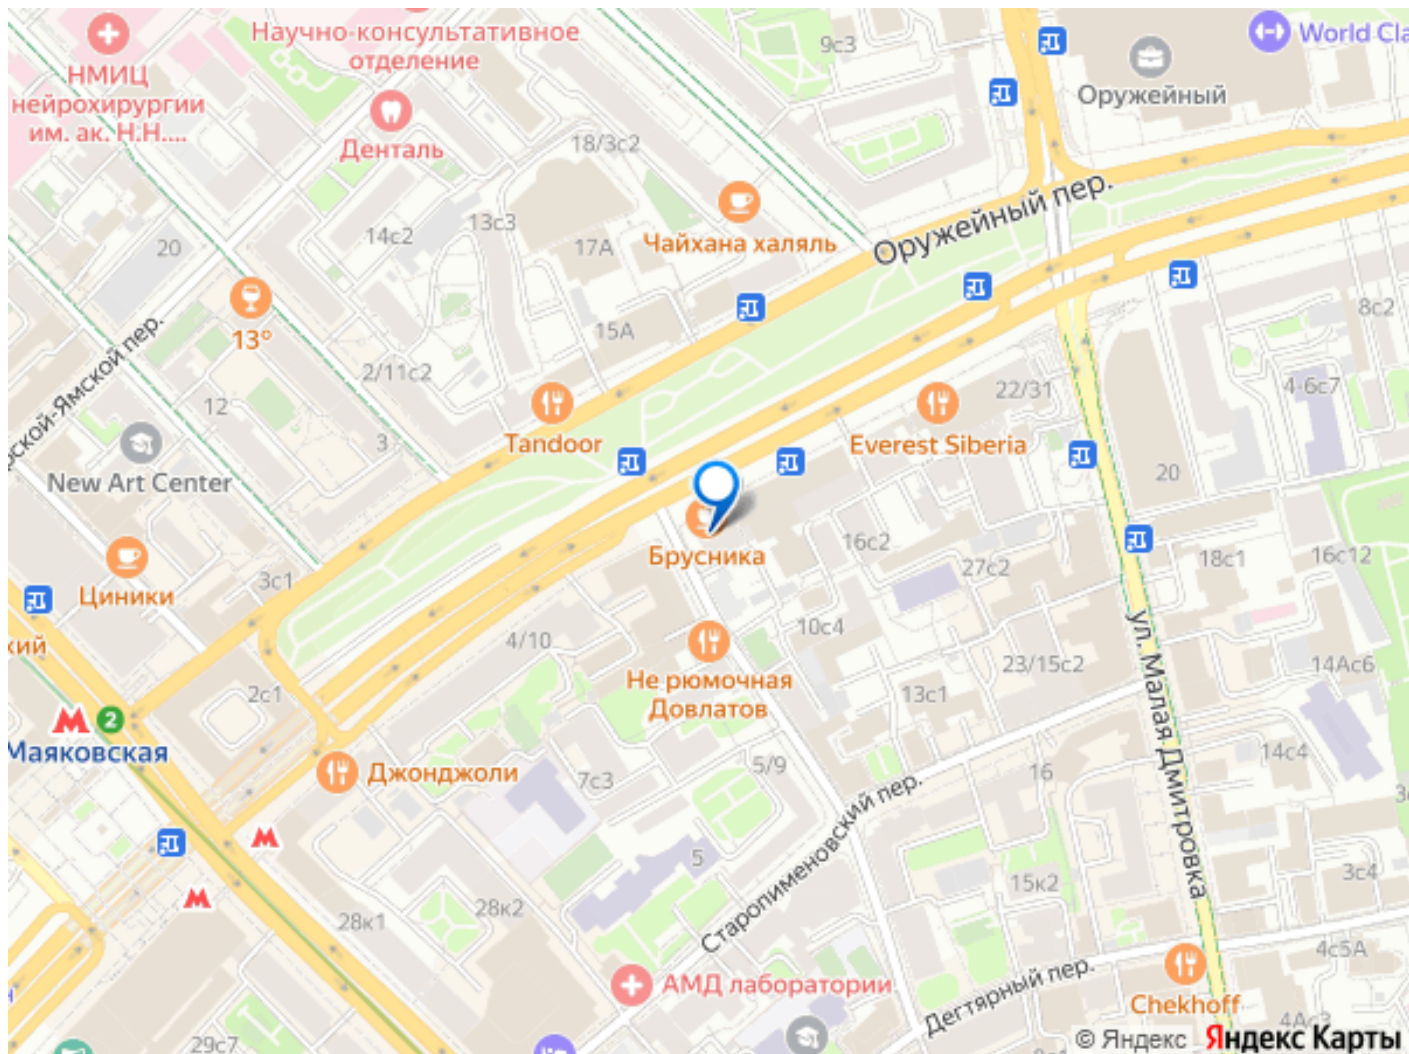 World Cla
Научно-консультативное
отделение
9с3
НМИЦ
нейрохирургии
им. ак. Н.Н....
Оружейный
Денталь
18/3с2
Оружейный пер.
13с3
14с2
17А
Чайхана халяль
20
13°
15А
8с2
2/11с2
4-6с7
22/31
12
3
Tandoor
Everest Siberia
рской-Ямской пер.
New Art Center
20
Брусника
16с2
27с2
18с1
16с12
3с1
Циники
10с4
4/10
кий
23/15с2
14Ас6
Не рюмочная
Довлатов
2с1
13с1
ул. Малая Дмитровка
М 2
Маяковская
14с4
Джонджоли
5/9
7с3
16
Старопименовский пер.
М
5
3с4
15к2
М
28к1
28к2
4с5А
АМД лаборатории
Дегтярный пер.
Chekhoff
4Ас3
29с7
© Яндекс Яндекс Карты